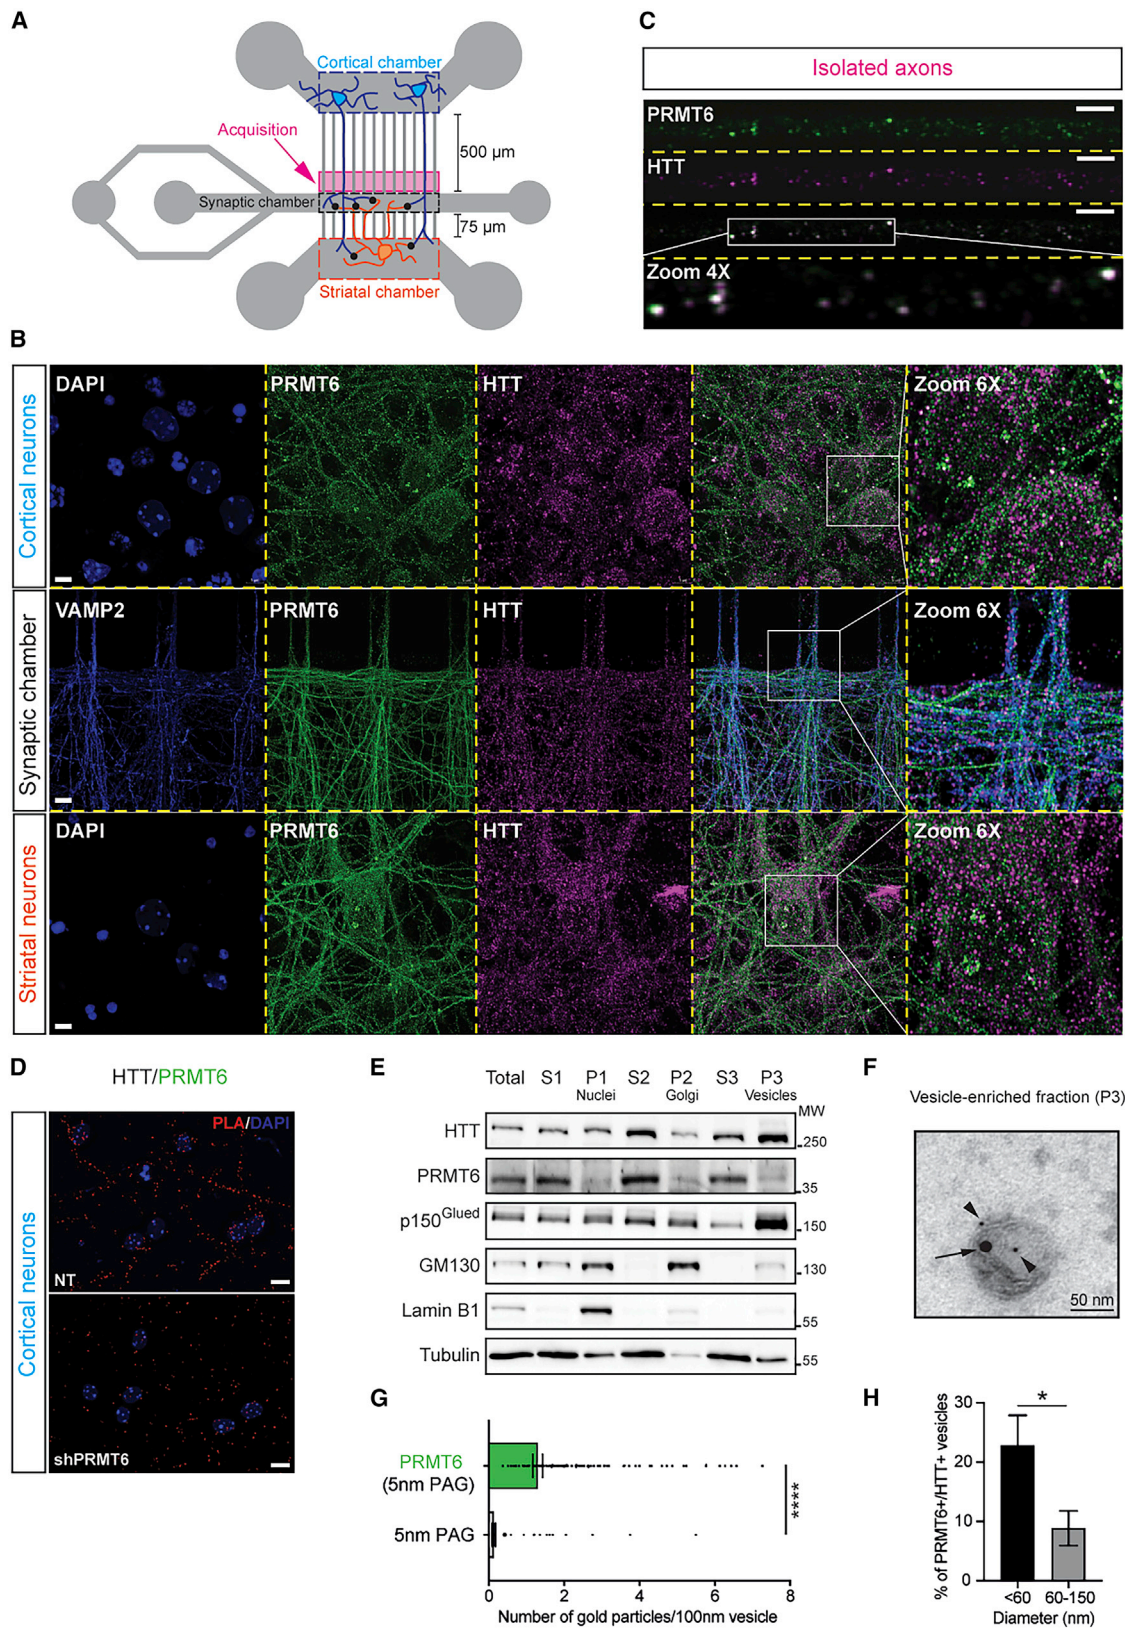 A
Cortical chamber
Acquisition
500 µm
Synaptic chamber
75 µm
Striatal chamber
C
Isolated axons
PRMT6
HTT
Zoom 4X
B
Cortical neurons
DAPI
PRMT6
HTT
Zoom 6X
Synaptic chamber
VAMP2
PRMT6
HTT
Zoom 6X
Striatal neurons
DAPI
PRMT6
HTT
Zoom 6X
D
HTT/PRMT6
Cortical neurons
PLA/DAPI
NT
shPRMT6
E
Total S1 P1 S2 P2 S3 P3
Nuclei Golgi Vesicles
MW
HTT
250
PRMT6
35
p150Glued
150
GM130
130
Lamin B1
55
Tubulin
55
F
Vesicle-enriched fraction (P3)
50 nm
G
PRMT6
(5nm PAG)
5nm PAG
****
0 2 4 6 8
Number of gold particles/100nm vesicle
H
% of PRMT6+/HTT+ vesicles
30
20
10
0
*
<60 60-150
Diameter (nm)